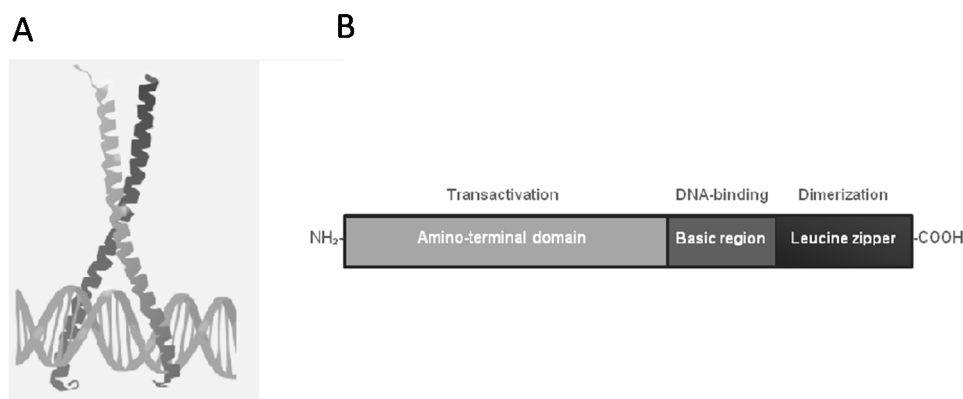 A
B
Transactivation DNA-binding Dimerization
NH₂- Amino-terminal domain Basic region Leucine zipper -COOH